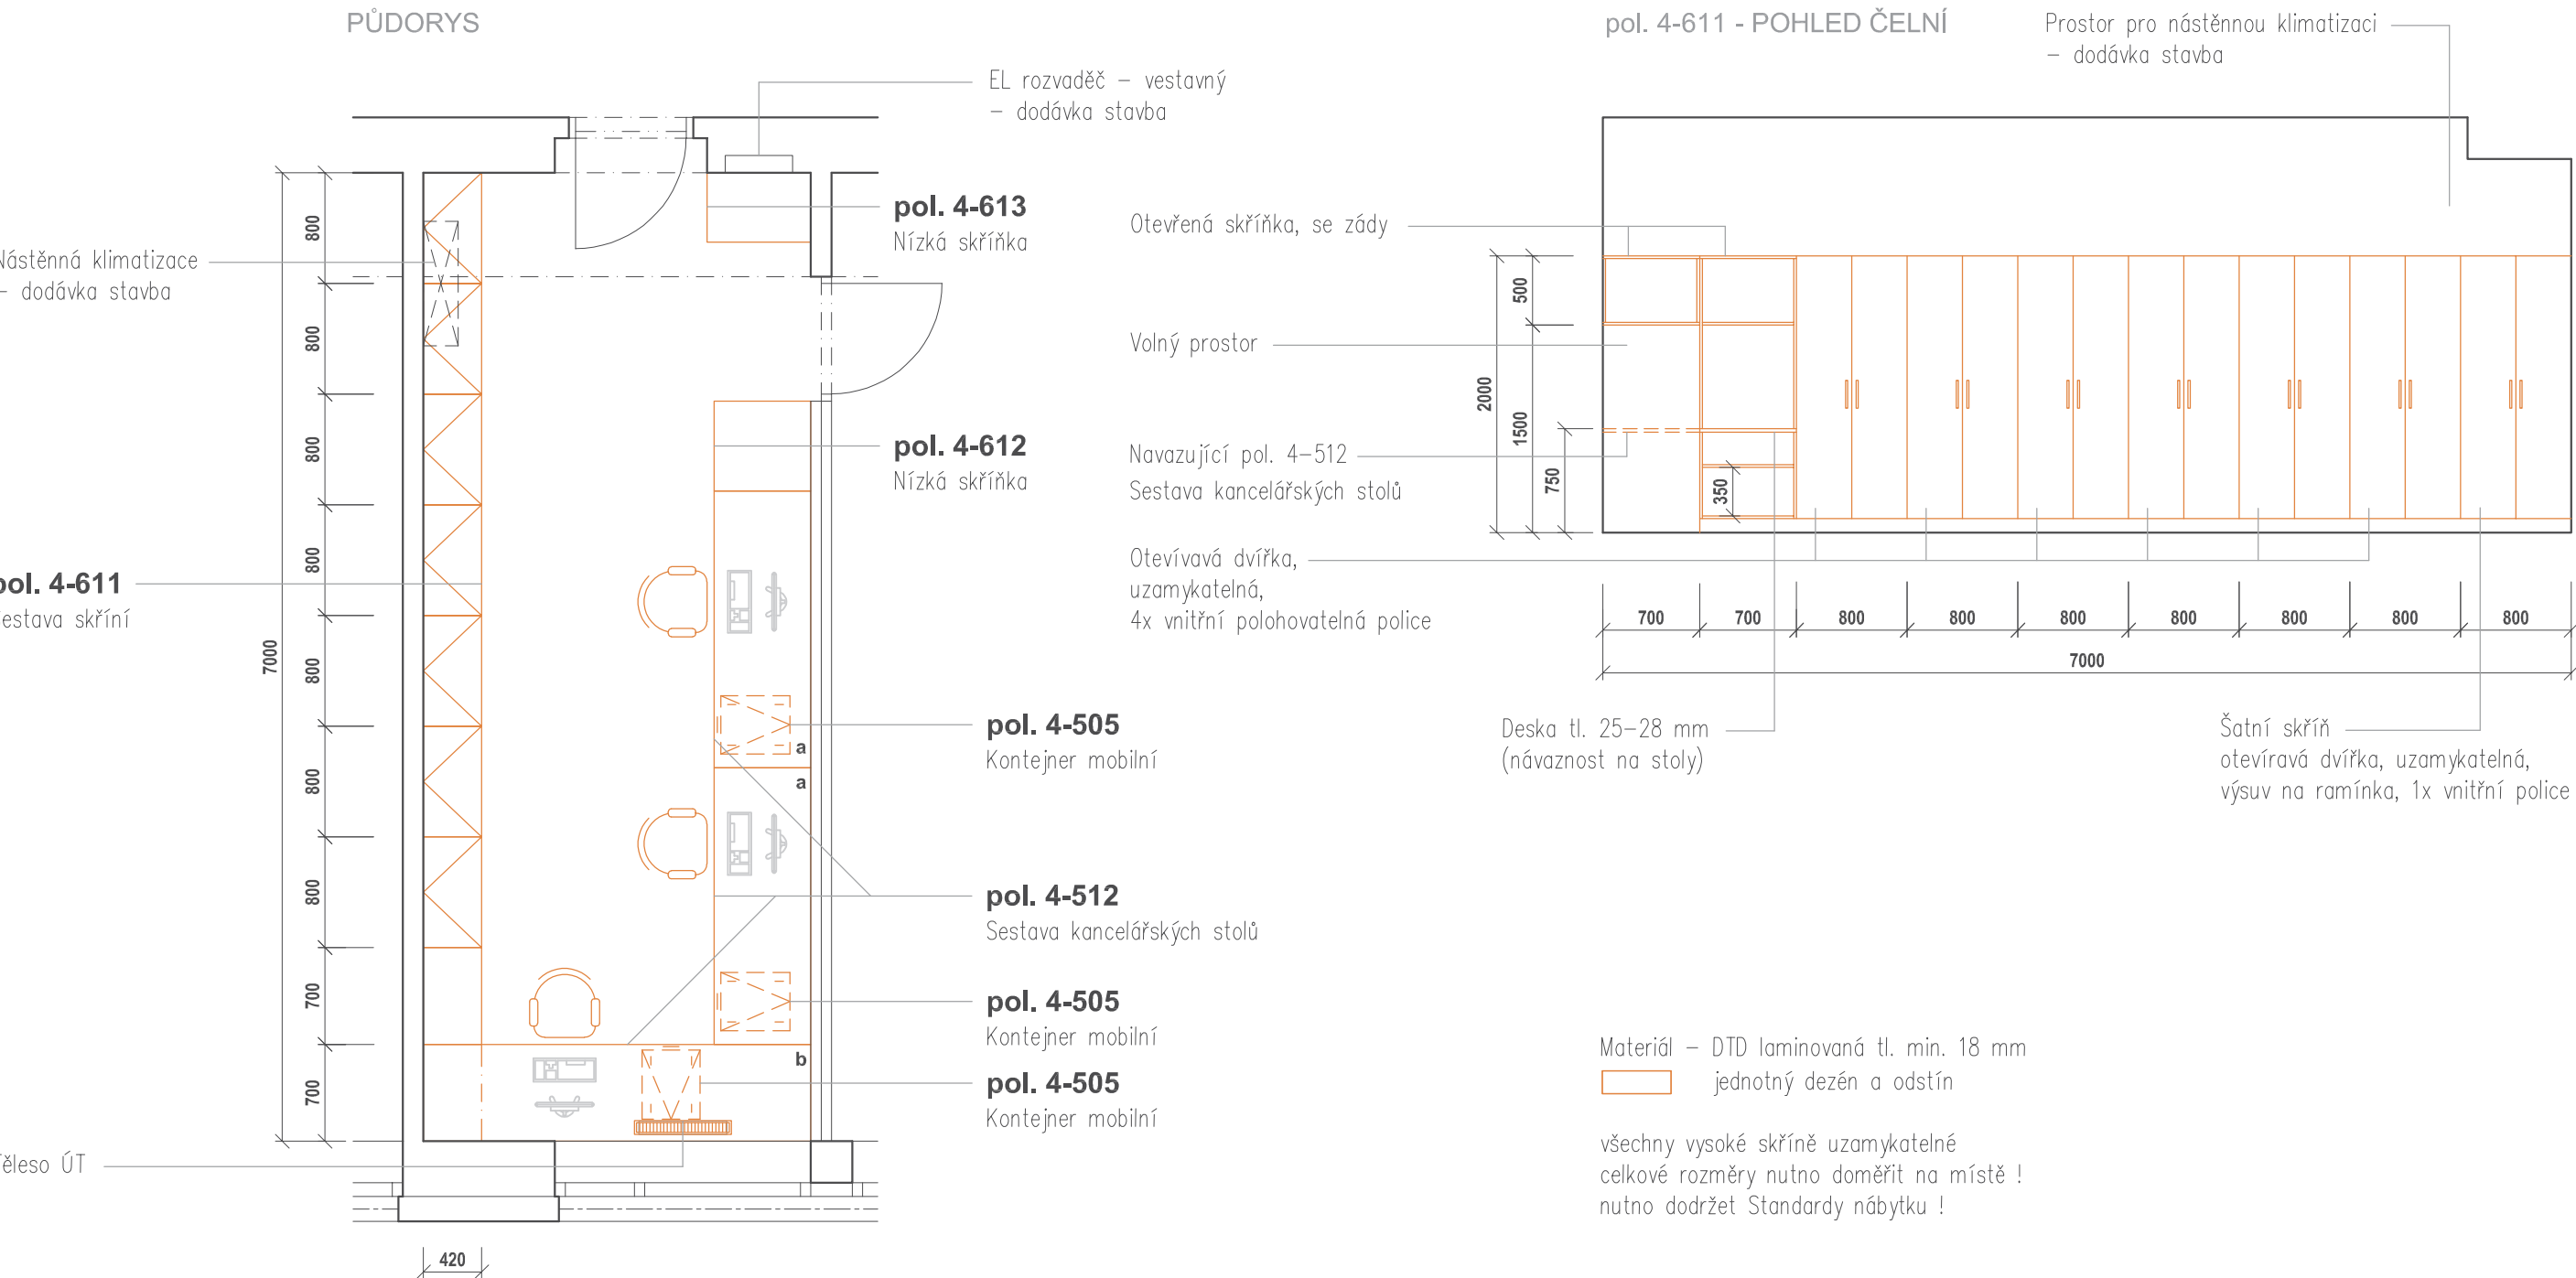 PŮDORYS
pol. 4-611 - POHLED ČELNÍ
Prostor pro nástěnnou klimatizaci
– dodávka stavba
EL rozvaděč – vestavný
– dodávka stavba
pol. 4-613
Nízká skříňka
Nástěnná klimatizace
– dodávka stavba
pol. 4-612
Nízká skříňka
pol. 4-611
Sestava skříní
pol. 4-505
Kontejner mobilní
a
a
pol. 4-512
Sestava kancelářských stolů
pol. 4-505
Kontejner mobilní
b
pol. 4-505
Kontejner mobilní
Těleso ÚT
7000
800
800
800
800
800
800
800
700
700
420
Otevřená skříňka, se zády
Volný prostor
Navazující pol. 4–512
Sestava kancelářských stolů
Otevívavá dvířka,
uzamykatelná,
4x vnitřní polohovatelná police
2000
500
1500
750
350
700
700
800
800
800
800
800
800
800
7000
Deska tl. 25–28 mm
(návaznost na stoly)
Šatní skříň
otevíravá dvířka, uzamykatelná,
výsuv na ramínka, 1x vnitřní police
Materiál – DTD laminovaná tl. min. 18 mm
jednotný dezén a odstín
všechny vysoké skříně uzamykatelné
celkové rozměry nutno doměřit na místě !
nutno dodržet Standardy nábytku !